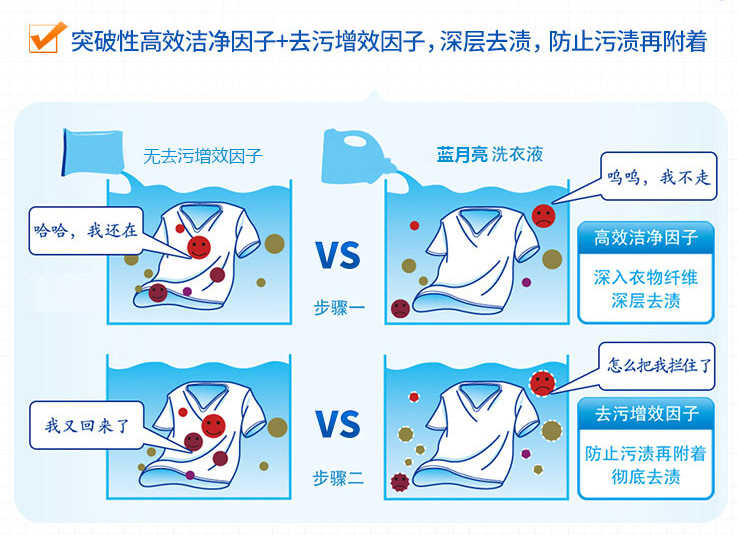 突破性高效洁净因子+去污增效因子，深层去渍，防止污渍再附着
无去污增效因子
蓝月亮 洗衣液
哈哈，我还在
呜呜，我不走
VS
步骤一
高效洁净因子
深入衣物纤维
深层去渍
我又回来了
怎么把我拦住了
VS
步骤二
去污增效因子
防止污渍再附着
彻底去渍